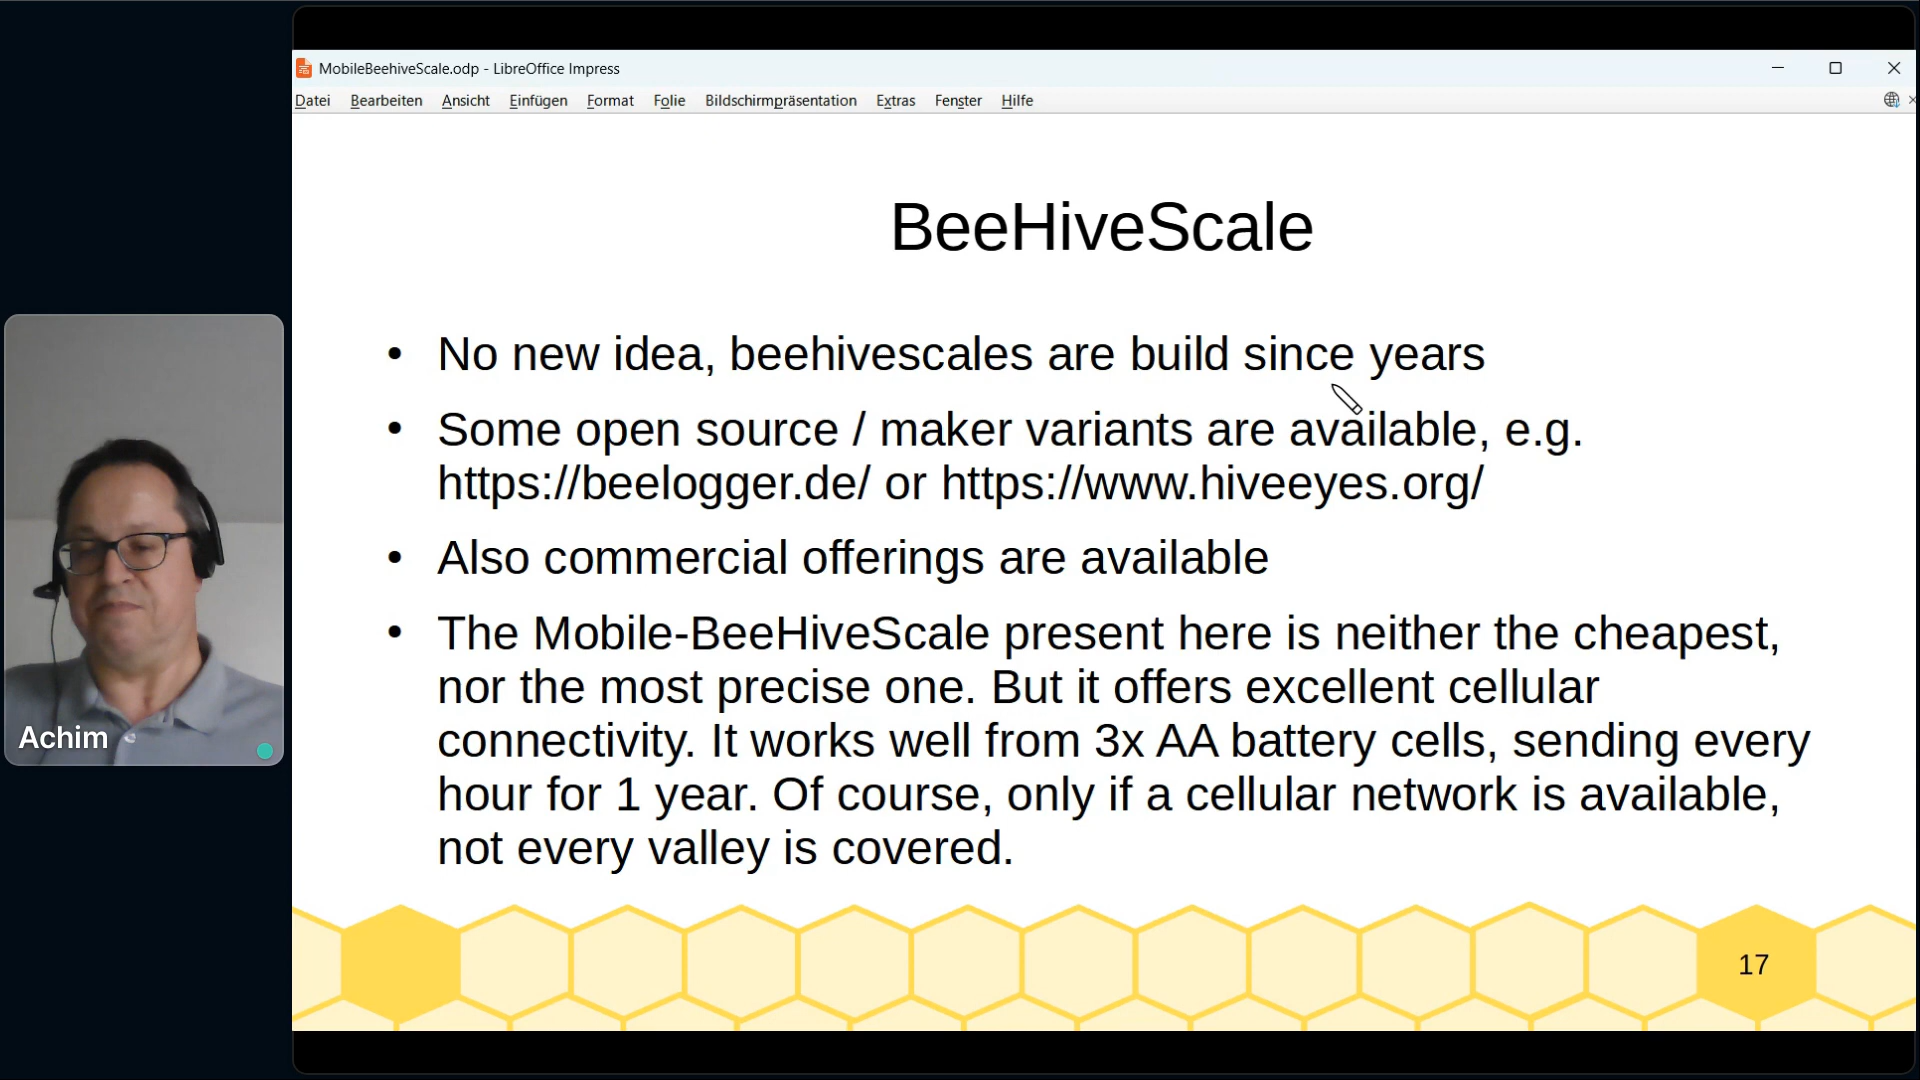 MobileBeehiveScale.odp - LibreOffice Impress
Datei Bearbeiten Ansicht Einfügen Format Folie Bildschirmpräsentation Extras Fenster Hilfe
BeeHiveScale
• No new idea, beehivescales are build since years
• Some open source / maker variants are available, e.g.
https://beelogger.de/ or https://www.hiveeyes.org/
• Also commercial offerings are available
• The Mobile-BeeHiveScale present here is neither the cheapest,
nor the most precise one. But it offers excellent cellular
connectivity. It works well from 3x AA battery cells, sending every
hour for 1 year. Of course, only if a cellular network is available,
not every valley is covered.
17
Achim